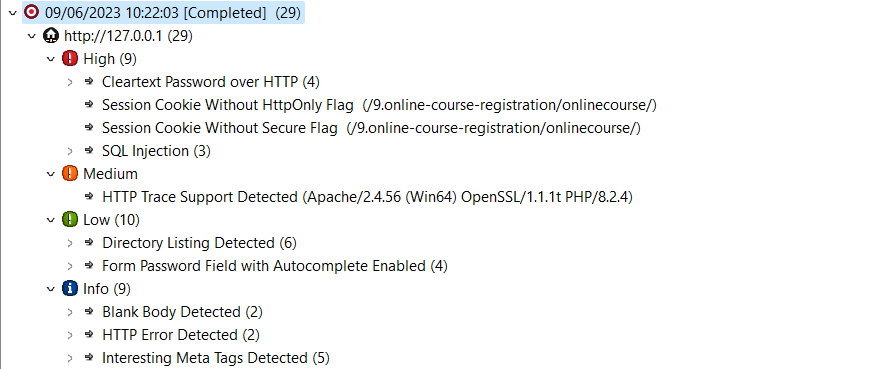 09/06/2023 10:22:03 [Completed] (29)
http://127.0.0.1 (29)
High (9)
Cleartext Password over HTTP (4)
Session Cookie Without HttpOnly Flag (/9.online-course-registration/onlinecourse/)
Session Cookie Without Secure Flag (/9.online-course-registration/onlinecourse/)
SQL Injection (3)
Medium
HTTP Trace Support Detected (Apache/2.4.56 (Win64) OpenSSL/1.1.1t PHP/8.2.4)
Low (10)
Directory Listing Detected (6)
Form Password Field with Autocomplete Enabled (4)
Info (9)
Blank Body Detected (2)
HTTP Error Detected (2)
Interesting Meta Tags Detected (5)